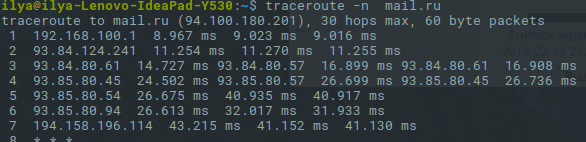 ilya@ilya-Lenovo-IdeaPad-Y530:~$ traceroute -n  mail.ru
traceroute to mail.ru (94.100.180.201), 30 hops max, 60 byte packets
 1  192.168.100.1  8.967 ms  9.023 ms  9.016 ms
 2  93.84.124.241  11.254 ms  11.270 ms  11.255 ms
 3  93.84.80.61  14.727 ms 93.84.80.57  16.899 ms 93.84.80.61  16.908 ms
 4  93.85.80.45  24.502 ms 93.85.80.57  26.699 ms 93.85.80.45  26.736 ms
 5  93.85.80.54  26.675 ms  40.935 ms  40.917 ms
 6  93.85.80.94  26.613 ms  32.017 ms  31.933 ms
 7  194.158.196.114  43.215 ms  41.152 ms  41.130 ms
 8  * * *